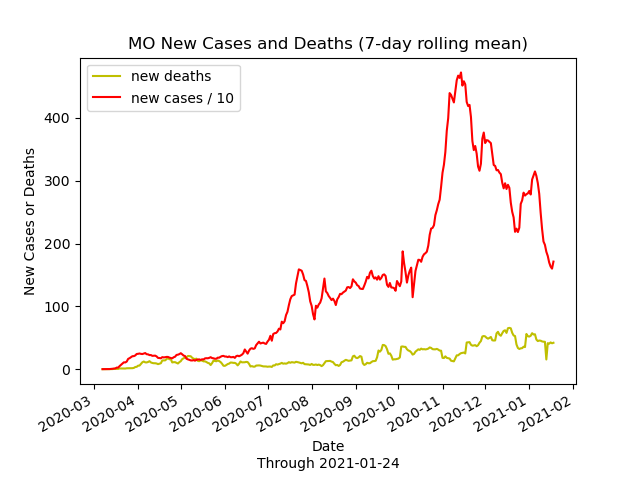 MO New Cases and Deaths (7-day rolling mean)
new deaths
new cases / 10
New Cases or Deaths
400
300
200
100
0
2020-03
2020-04
2020-05
2020-06
2020-07
2020-08
2020-09
2020-10
2020-11
2020-12
2021-01
2021-02
Date
Through 2021-01-24